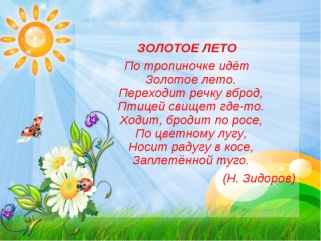 ЗОЛОТОЕ ЛЕТО
По тропиночке идёт
Золотое лето.
Переходит речку вброд,
Птицей свищет где-то.
Ходит, бродит по росе,
По цветному лугу,
Носит радугу в косе,
Заплетённой туго.
(Н. Зидоров)